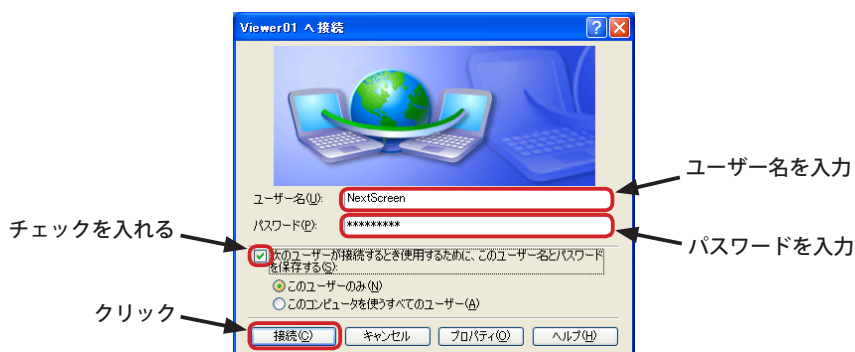 Viewer01 へ接続
ユーザー名(U):
NextScreen
ユーザー名を入力
パスワード(P):
*********
パスワードを入力
チェックを入れる
次のユーザーが接続するとき使用するために、このユーザー名とパスワード
を保存する(S):
このユーザーのみ(N)
このコンピュータを使うすべてのユーザー(A)
クリック
接続(C)
キャンセル
プロパティ(O)
ヘルプ(H)